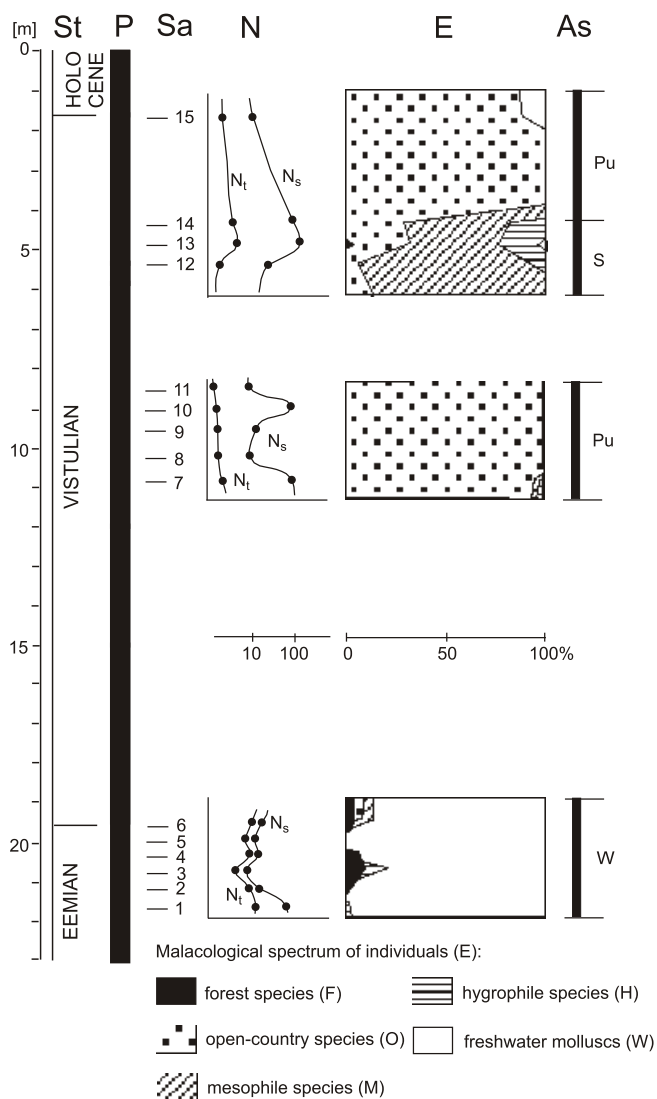 [m] St P Sa N E As
0
HOLO
CENE
15
Nt Ns
Pu
14
5
13
S
12
11
10
9
Ns
Pu
10
8
7
Nt
VISTULIAN
15
10 100 0 50 100%
6
Ns
20
5
4
W
3
2
Nt
1
EEMIAN
Malacological spectrum of individuals (E):
forest species (F) hygrophile species (H)
open-country species (O) freshwater molluscs (W)
mesophile species (M)